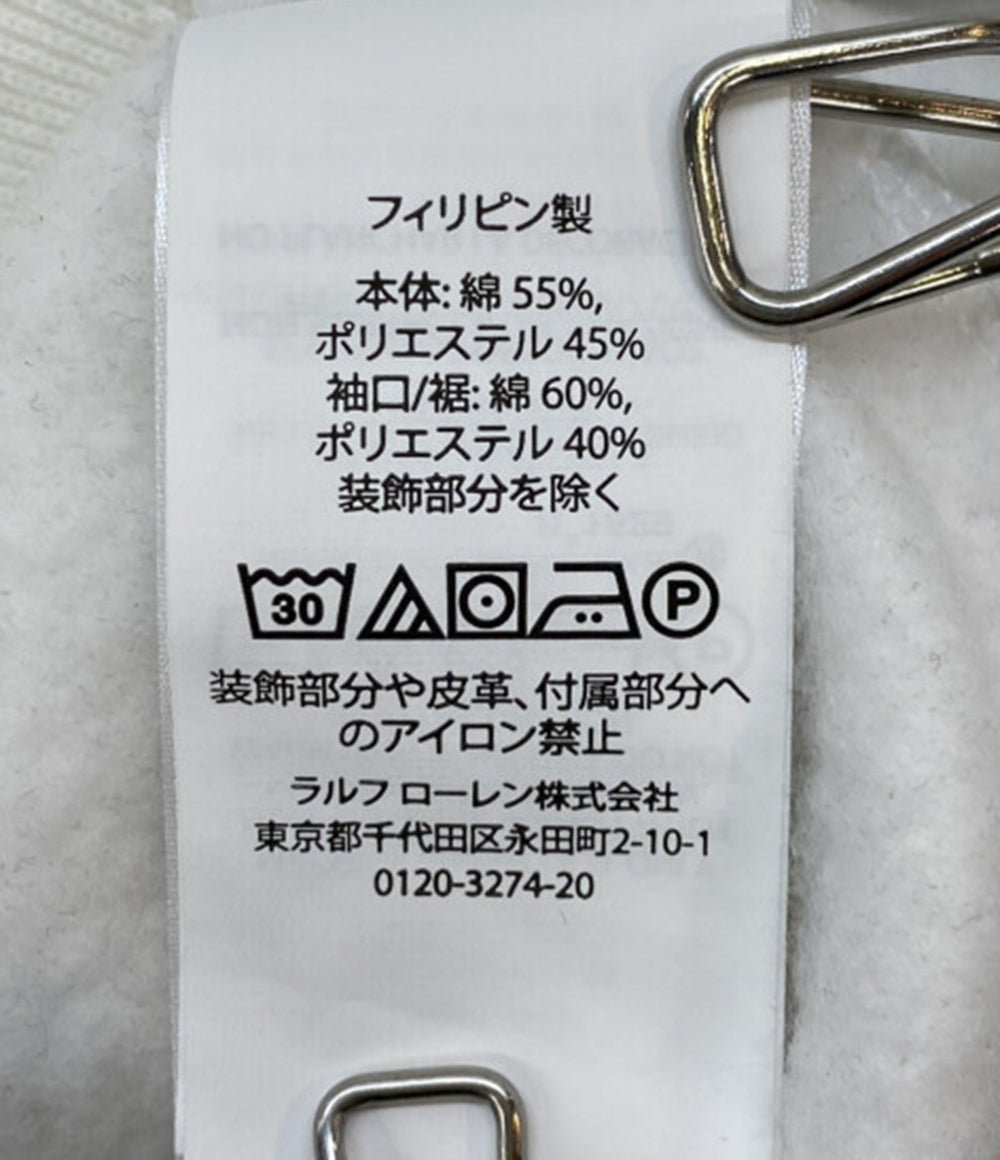 フィリピン製
本体: 綿 55%,
ポリエステル 45%
袖口/裾: 綿 60%,
ポリエステル 40%
装飾部分を除く
30 P
装飾部分や皮革、付属部分へ
のアイロン禁止
ラルフ ローレン株式会社
東京都千代田区永田町2-10-1
0120-3274-20